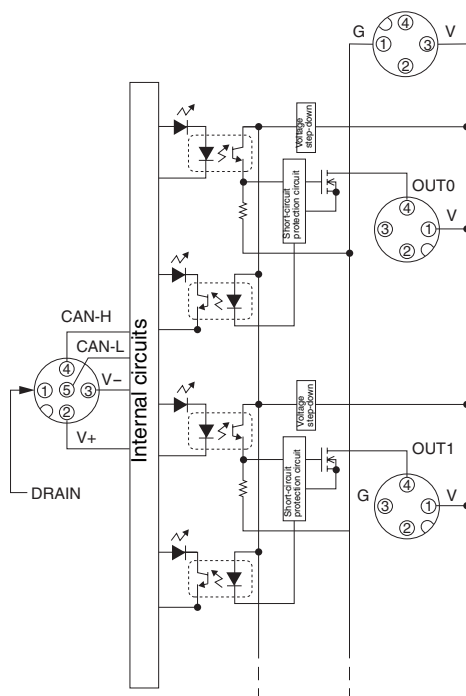 G
V
4
1
3
2
Voltage
step-down
Short-circuit
protection circuit
OUT0
4
3
1
2
V
Internal circuits
CAN-H
CAN-L
4
1
5
3
2
V−
V+
DRAIN
Voltage
step-down
Short-circuit
protection circuit
OUT1
4
G
3
1
2
V